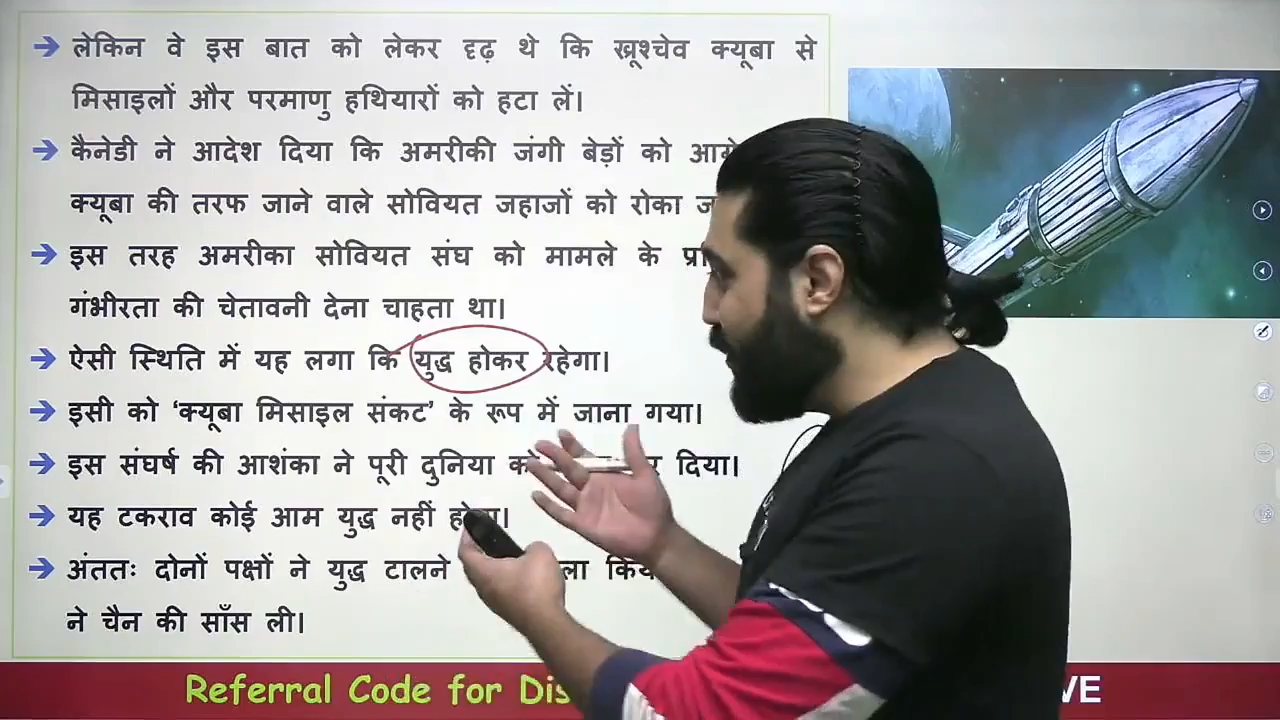 लेकिन वे इस बात को लेकर दृढ़ थे कि ख्रूश्चेव क्यूबा से
मिसाइलों और परमाणु हथियारों को हटा लें।
कैनेडी ने आदेश दिया कि अमरीकी जंगी बेड़ों को
क्यूबा की तरफ जाने वाले सोवियत जहाजों को रोका
इस तरह अमरीका सोवियत संघ को मामले के
गंभीरता की चेतावनी देना चाहता था।
ऐसी स्थिति में यह लगा कि युद्ध होकर रहेगा।
इसी को ‘क्यूबा मिसाइल संकट’ के रूप में जाना गया।
इस संघर्ष की आशंका ने पूरी दुनिया दिया।
यह टकराव कोई आम युद्ध नहीं
अंततः दोनों पक्षों ने युद्ध टालने
ने चैन की साँस ली।
Referral Code for